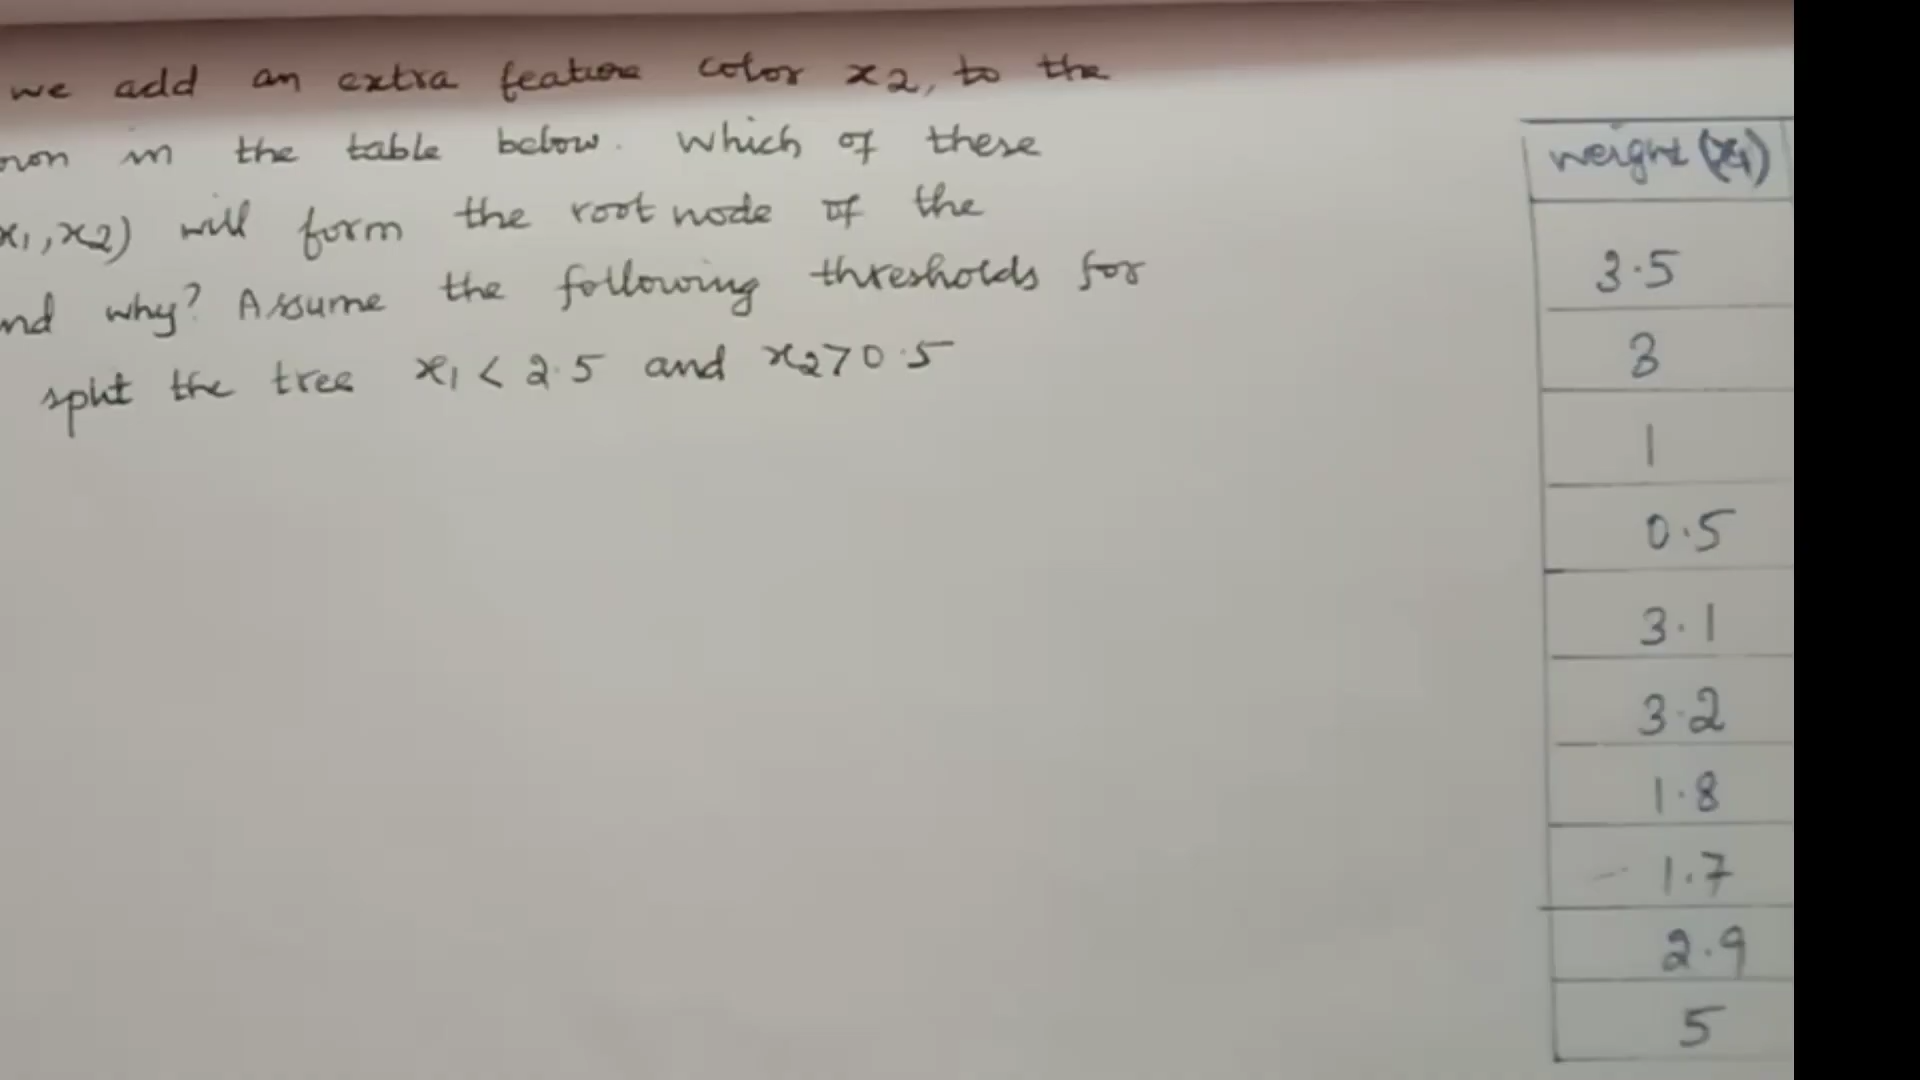 we add an extra feature color x2, to the
in the table below. Which of these
x1, x2) will form the root node of the
and why? Assume the following thresholds for
split the tree x1 < 2.5 and x2 > 0.5
weight (x1)
3.5
3
1
0.5
3.1
3.2
1.8
1.7
2.9
5